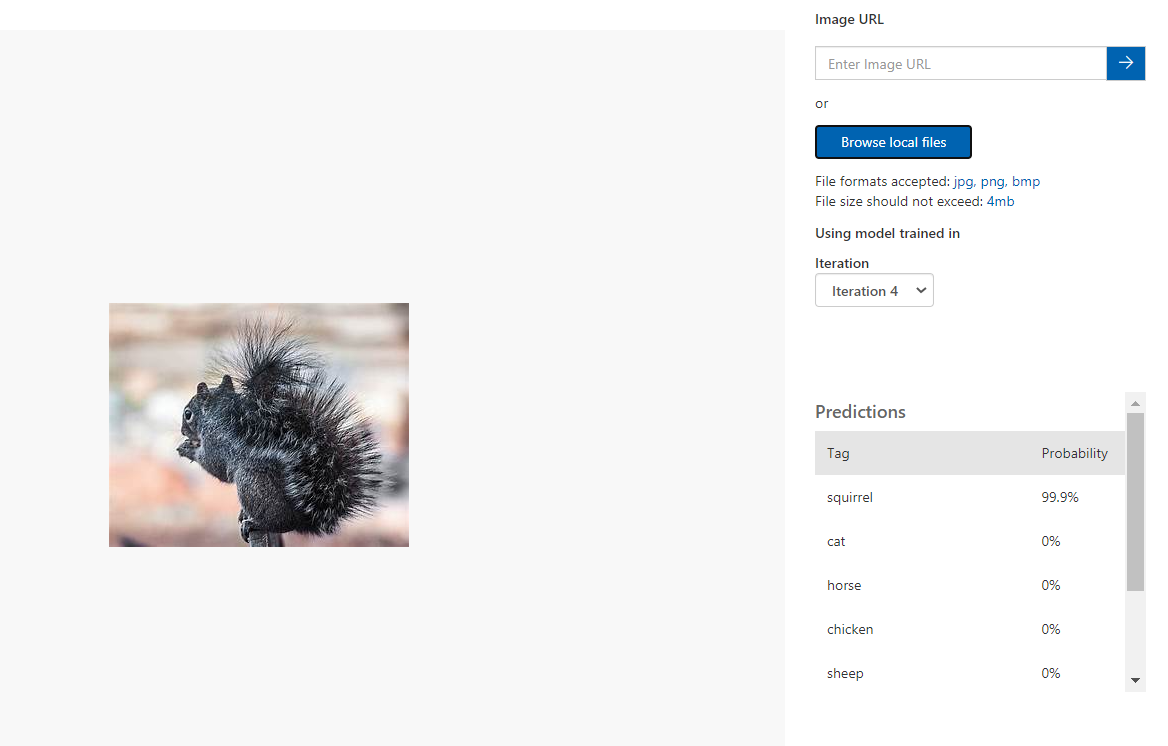 Image URL
Enter Image URL
or
Browse local files
File formats accepted: jpg, png, bmp
File size should not exceed: 4mb
Using model trained in
Iteration
Iteration 4
Predictions
Tag Probability
squirrel 99.9%
cat 0%
horse 0%
chicken 0%
sheep 0%